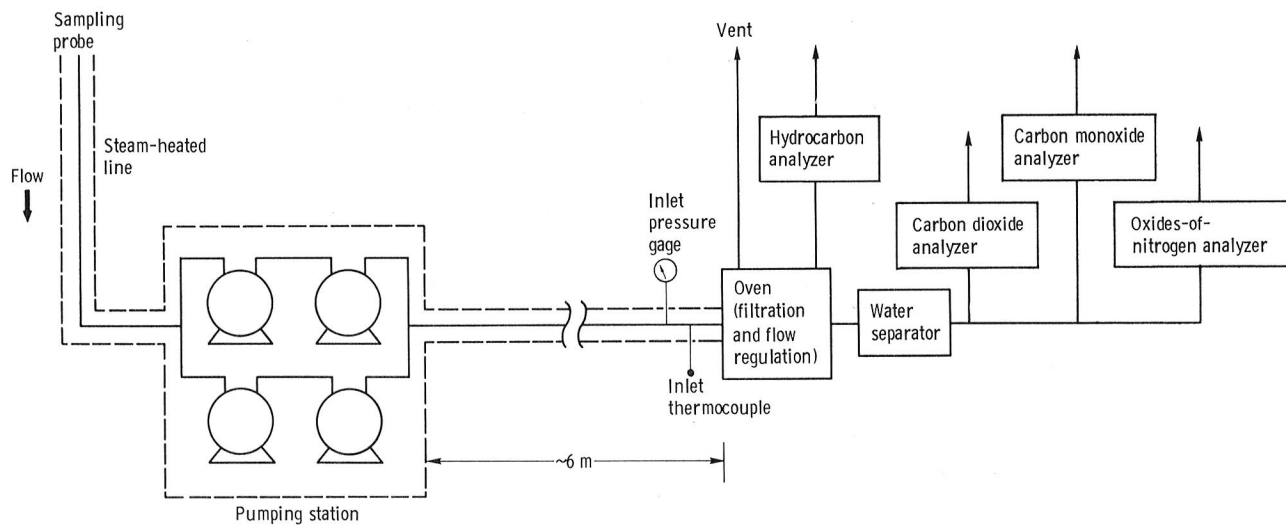 Sampling
probe
Steam-heated
line
Flow
Pumping station
~6 m
Inlet
pressure
gage
Inlet
thermocouple
Vent
Oven
(filtration
and flow
regulation)
Hydrocarbon
analyzer
Water
separator
Carbon dioxide
analyzer
Carbon monoxide
analyzer
Oxides-of-
nitrogen analyzer